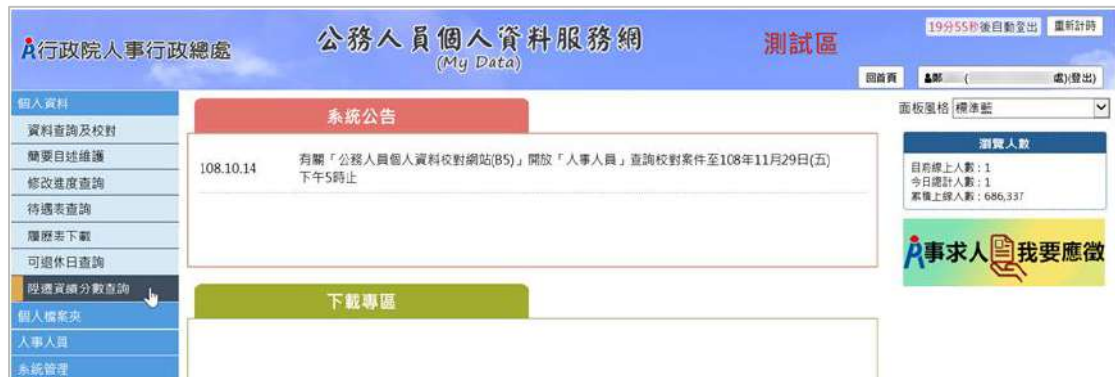 行政院人事行政總處
公務人員個人資料服務網
(My Data)
測試區
19分55秒後自動登出 重新計時
回首頁 鄭 ( 處)(登出)
個人資料
資料查詢及校對
簡要自述維護
修改進度查詢
待遇表查詢
履歷表下載
可退休日查詢
陞遷資績分數查詢
個人檔案夾
人事人員
系統管理
系統公告
108.10.14 有關「公務人員個人資料校對網站(B5)」開放「人事人員」查詢校對案件至108年11月29日(五)
下午5時止
下載專區
面板風格 標準藍
瀏覽人數
目前線上人數：1
今日總計人數：1
累積上線人數：686,337
事求人 我要應徵